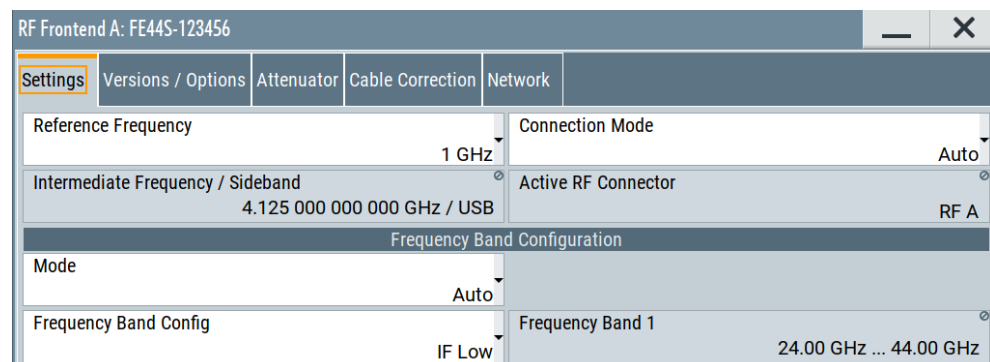 RF Frontend A: FE44S-123456
Settings Versions / Options Attenuator Cable Correction Network
Reference Frequency
1 GHz
Connection Mode
Auto
Intermediate Frequency / Sideband
4.125 000 000 000 GHz / USB
Active RF Connector
RF A
Frequency Band Configuration
Mode
Auto
Frequency Band Config
IF Low
Frequency Band 1
24.00 GHz ... 44.00 GHz